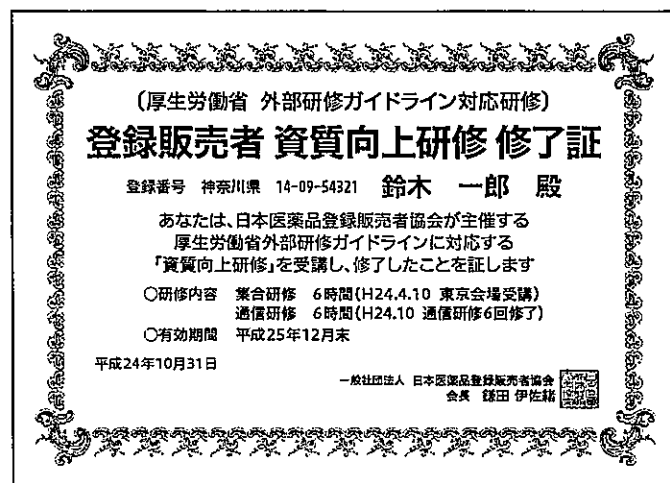 （厚生労働省 外部研修ガイドライン対応研修）
登録販売者 資質向上研修 修了証
登録番号 神奈川県 14-09-54321 鈴木 一郎 殿
あなたは、日本医薬品登録販売者協会が主催する
厚生労働省外部研修ガイドラインに対応する
「資質向上研修」を受講し、修了したことを証します
○研修内容 集合研修 6時間(H24.4.10 東京会場受講)
通信研修 6時間(H24.10 通信研修6回修了)
○有効期間 平成25年12月末
平成24年10月31日
一般社団法人 日本医薬品登録販売者協会
会長 鎌田 伊佐緒